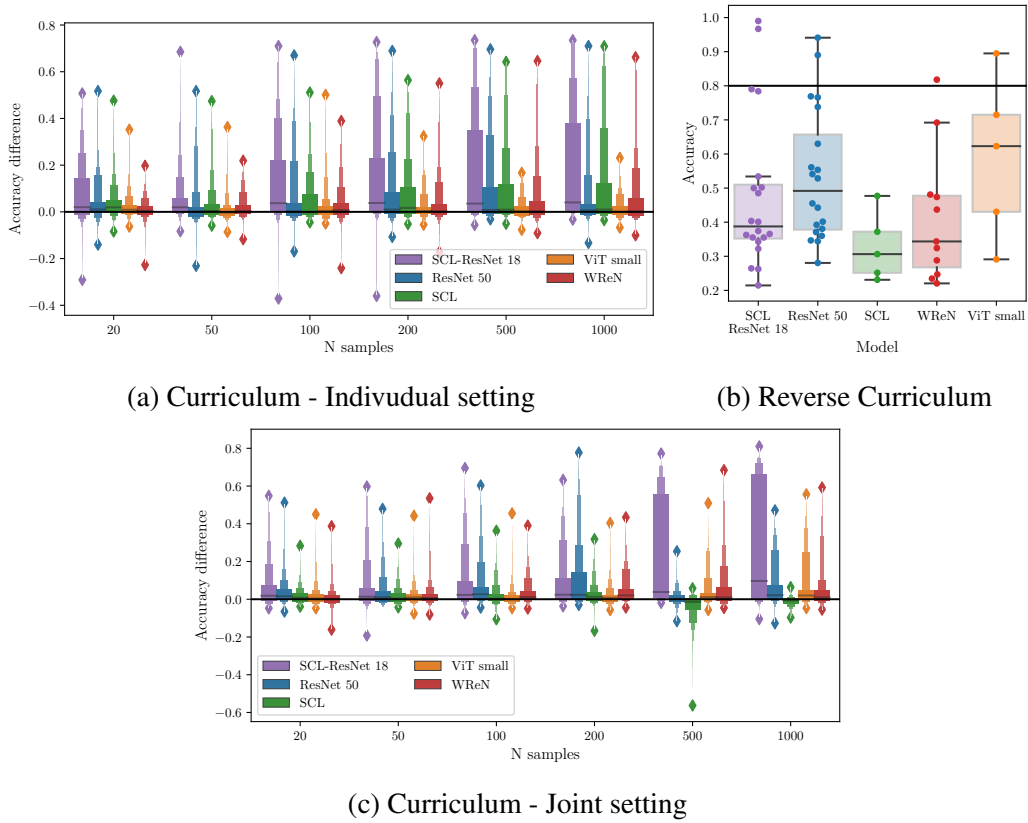 0.8
0.6
0.4
0.2
0.0
−0.2
−0.4
Accuracy difference
SCL-ResNet 18
ResNet 50
SCL
ViT small
WReN
20 50 100 200 500 1000
N samples
(a) Curriculum - Indivudual setting
1.0
0.9
0.8
0.7
0.6
0.5
0.4
0.3
0.2
Accuracy
SCL
ResNet 18
ResNet 50
SCL
WReN
ViT small
Model
(b) Reverse Curriculum
0.8
0.6
0.4
0.2
0.0
−0.2
−0.4
−0.6
Accuracy difference
SCL-ResNet 18
ResNet 50
SCL
ViT small
WReN
20 50 100 200 500 1000
N samples
(c) Curriculum - Joint setting